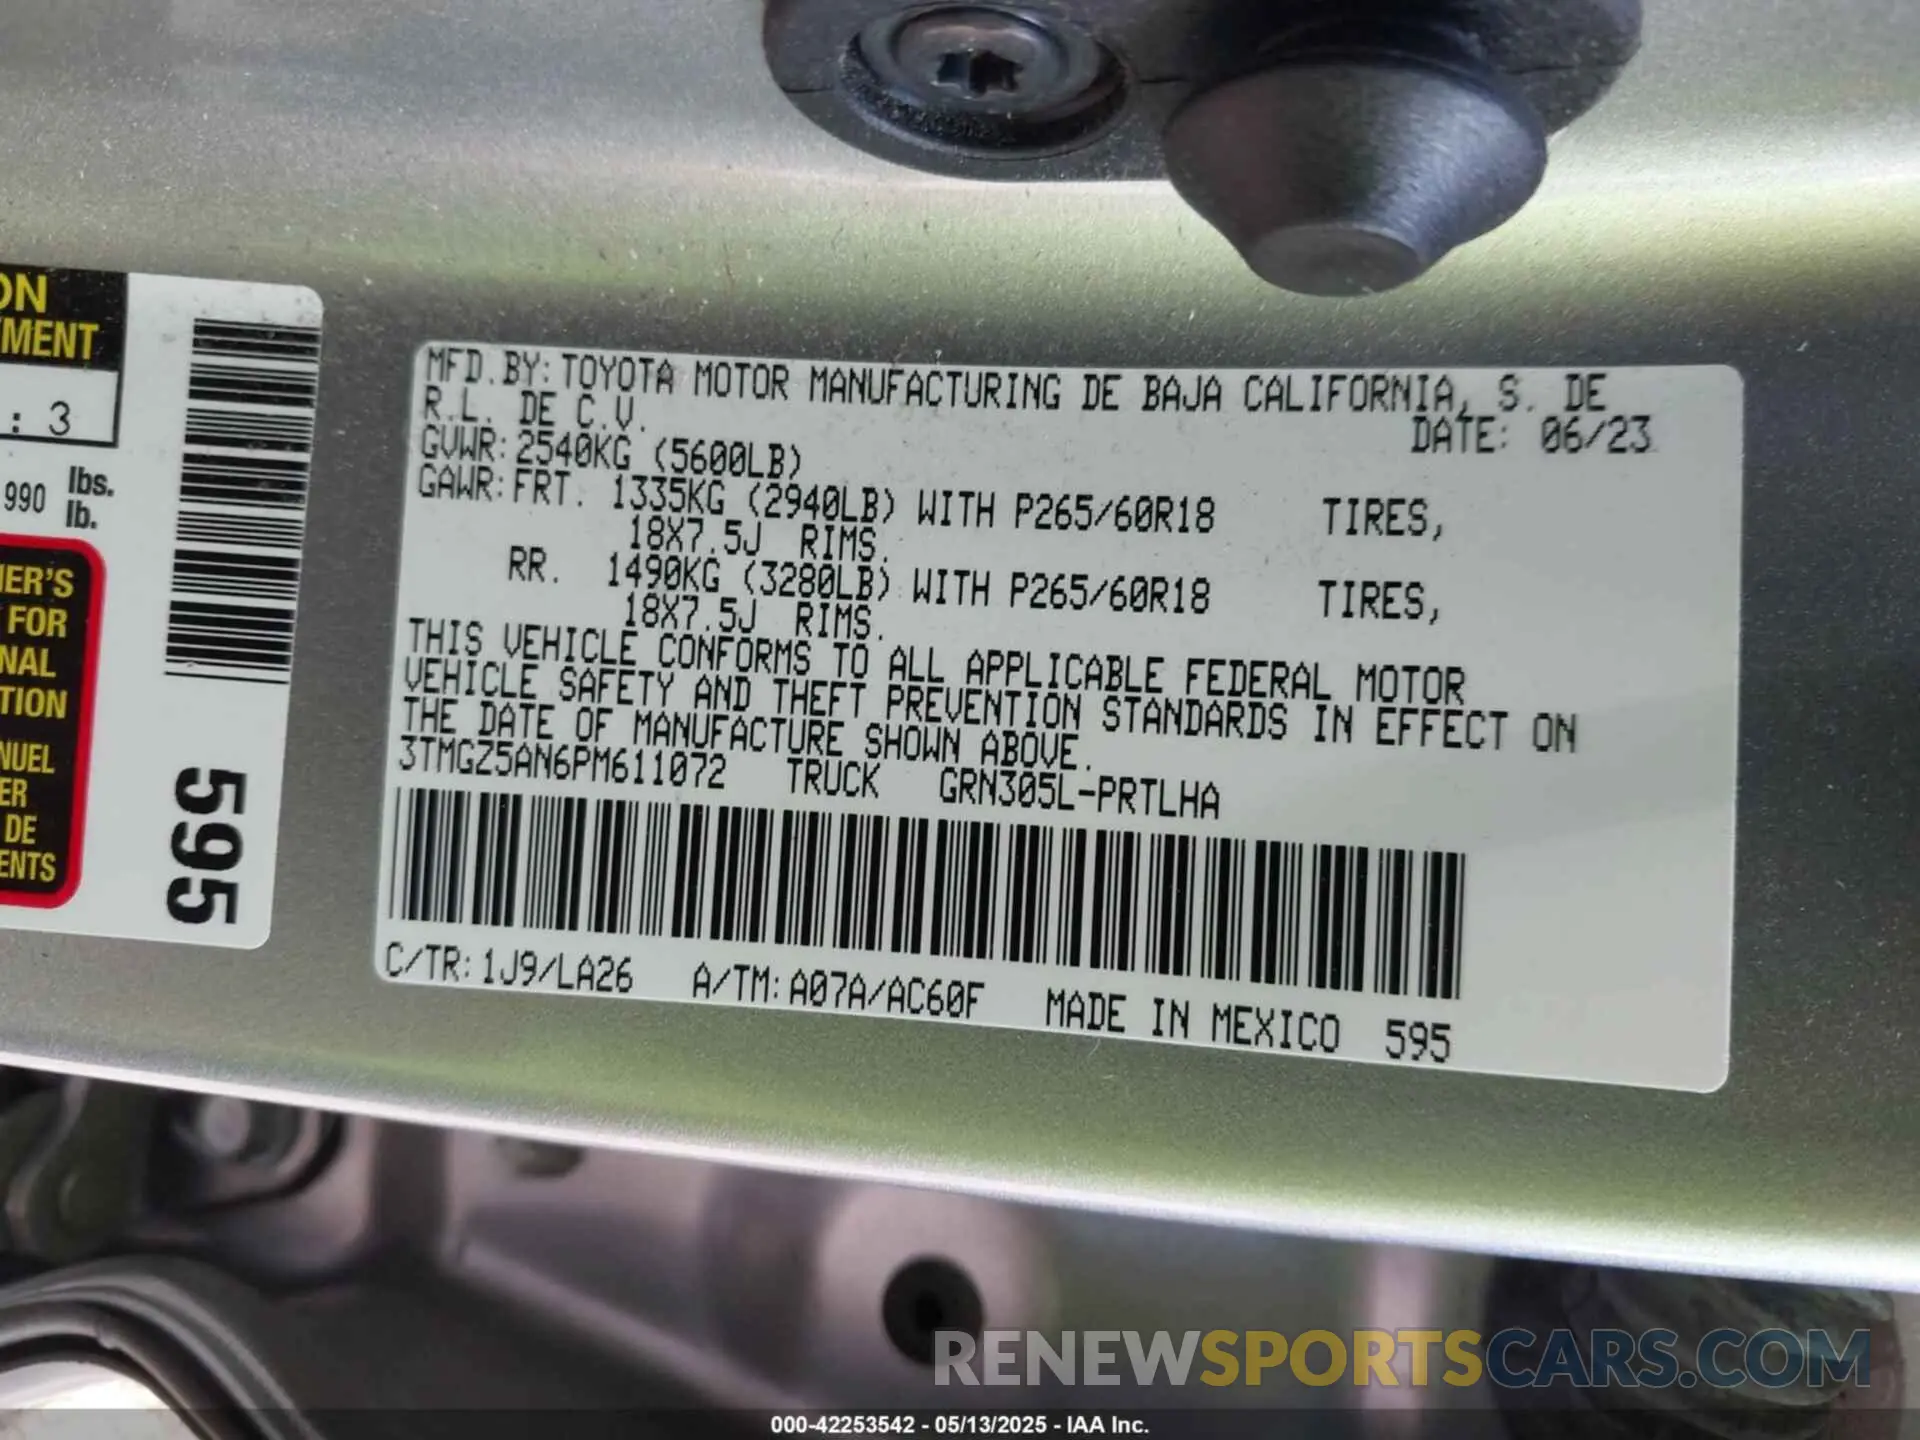 ON
MENT
: 3
990 lbs.
lb.
ER'S
FOR
NAL
TION
NUEL
ER
DE
ENTS
595
MFD. BY: TOYOTA MOTOR MANUFACTURING DE BAJA CALIFORNIA, S. DE
R.L. DE C.V.
DATE: 06/23
GVWR: 2540KG (5600LB)
GAWR: FRT. 1335KG (2940LB) WITH P265/60R18 TIRES,
18X7.5J RIMS.
RR. 1490KG (3280LB) WITH P265/60R18 TIRES,
18X7.5J RIMS.
THIS VEHICLE CONFORMS TO ALL APPLICABLE FEDERAL MOTOR
VEHICLE SAFETY AND THEFT PREVENTION STANDARDS IN EFFECT ON
THE DATE OF MANUFACTURE SHOWN ABOVE.
3TMGZ5AN6PM611072 TRUCK GRN305L-PRTLHA
C/TR: 1J9/LA26 A/TM: A07A/AC60F MADE IN MEXICO 595
RENEWSPORTSCARS.COM
000-42253542 - 05/13/2025 - IAA Inc.